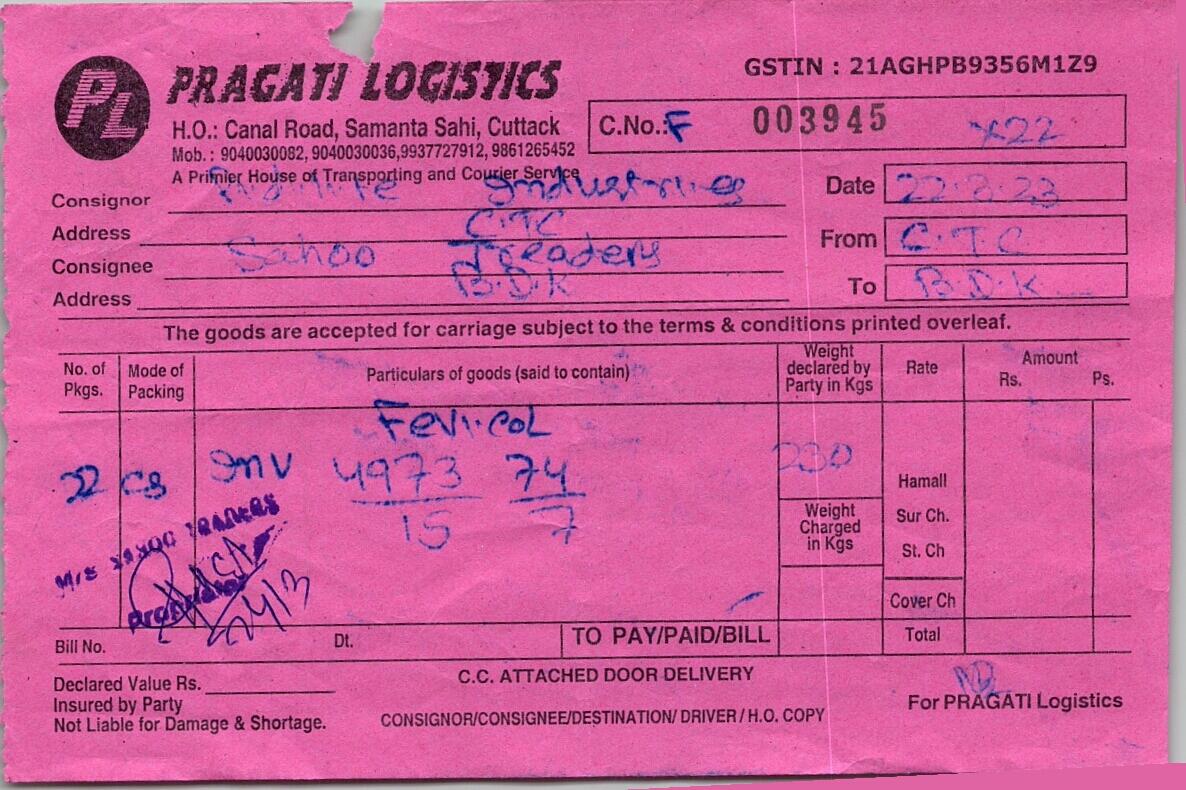 PL PRAGATI LOGISTICS
GSTIN : 21AGHPB9356M1Z9
H.O.: Canal Road, Samanta Sahi, Cuttack
Mob.: 9040030082, 9040030036,9937727912, 9861265452
A Primier House of Transporting and Courier Service
C.No.: F 003945 x22
Consignor Industries
Date 22.3.23
Address C.T.C
From C.T.C
Consignee Sahoo Treaders
Address B.D.K
To B.D.K
The goods are accepted for carriage subject to the terms & conditions printed overleaf.
No. of Pkgs. Mode of Packing Particulars of goods (said to contain) Weight declared by Party in Kgs Rate Amount Rs. Ps.
Fevicol
22 CS Inv 4973 74 230
15 7
Hamall
Weight Charged in Kgs
Sur Ch.
St. Ch
M/s SAHOO TRADERS
Proprietor
24/3
Cover Ch
Bill No. Dt. TO PAY/PAID/BILL Total
Declared Value Rs.
C.C. ATTACHED DOOR DELIVERY
Insured by Party
Not Liable for Damage & Shortage.
CONSIGNOR/CONSIGNEE/DESTINATION/ DRIVER / H.O. COPY
For PRAGATI Logistics